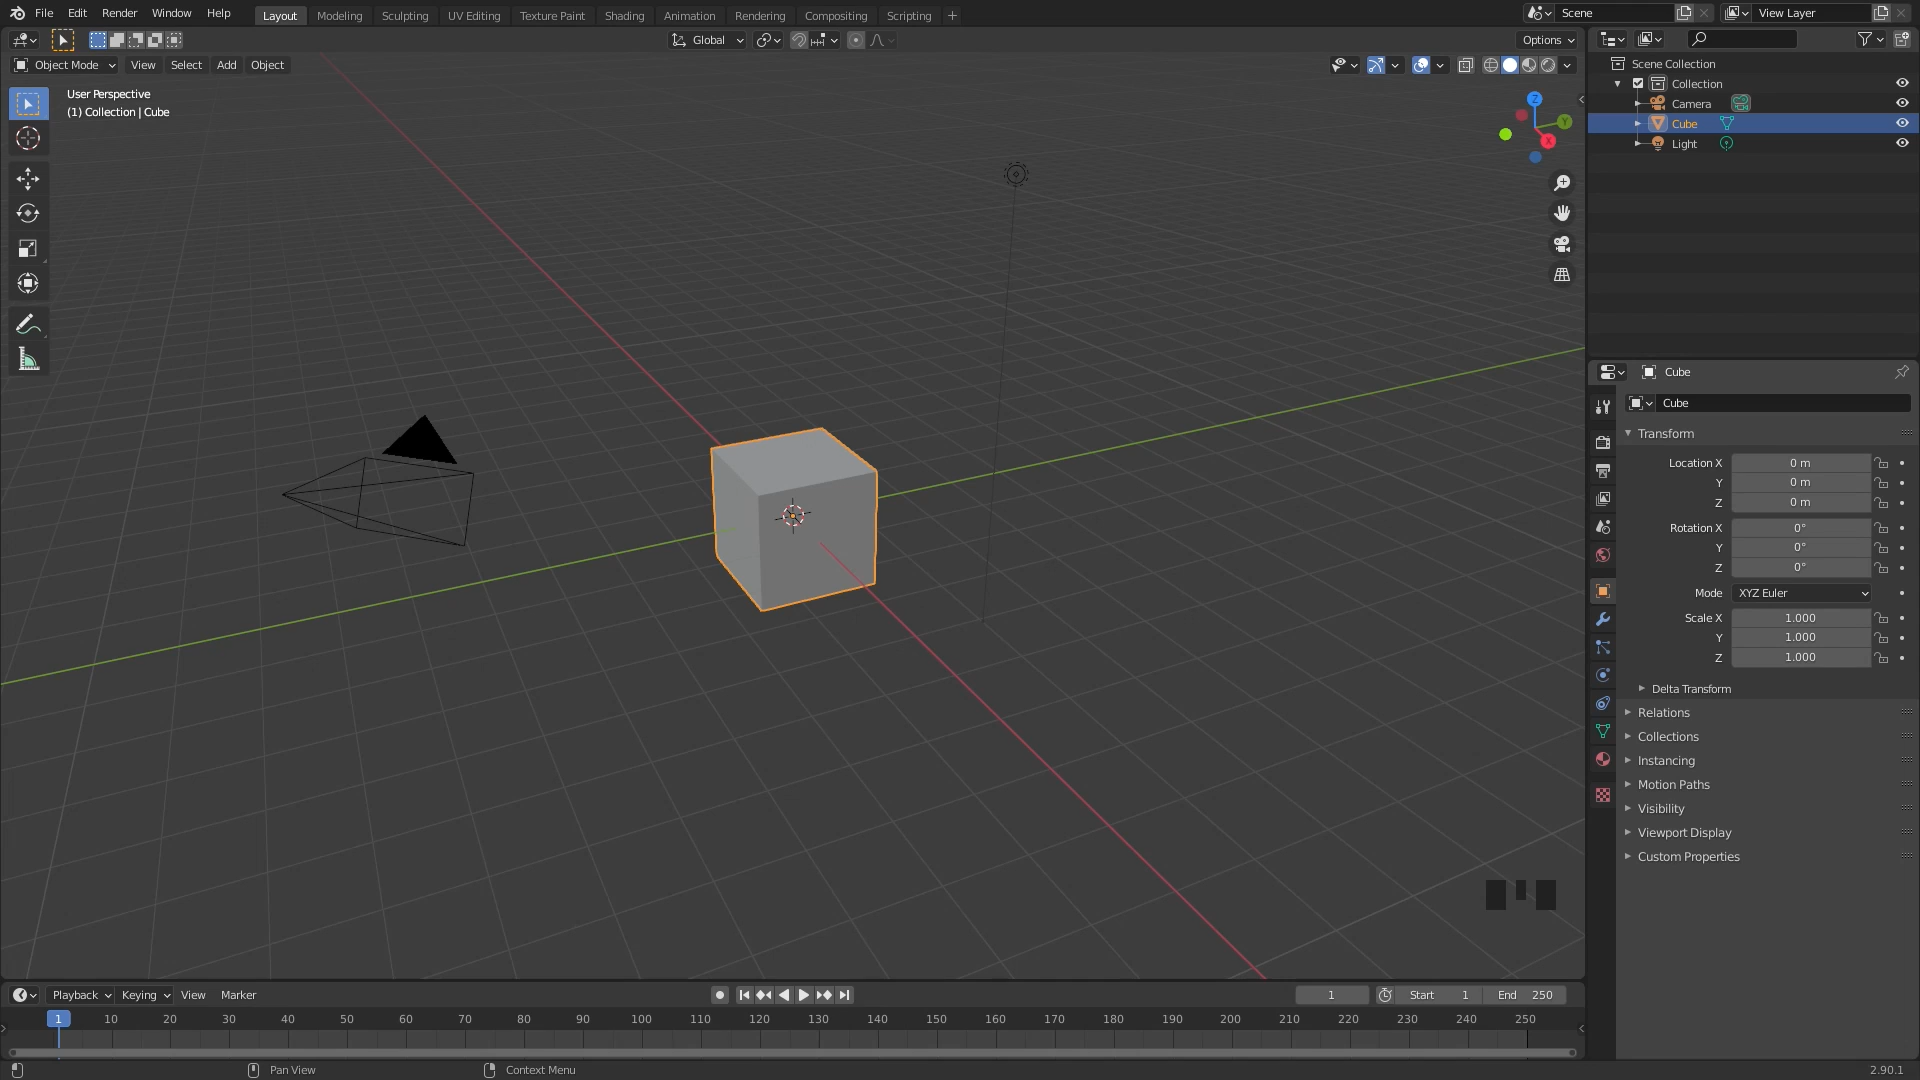 File Edit Render Window Help Layout Modeling Sculpting UV Editing Texture Paint Shading Animation Rendering Compositing Scripting + Scene View Layer
Global Options
Object Mode View Select Add Object
User Perspective
(1) Collection | Cube
Z
Y
X
Scene Collection
Collection
Camera
Cube
Light
Cube
Cube
Transform
Location X 0 m
Y 0 m
Z 0 m
Rotation X 0°
Y 0°
Z 0°
Mode XYZ Euler
Scale X 1.000
Y 1.000
Z 1.000
Delta Transform
Relations
Collections
Instancing
Motion Paths
Visibility
Viewport Display
Custom Properties
Playback Keying View Marker 1 Start 1 End 250
1 10 20 30 40 50 60 70 80 90 100 110 120 130 140 150 160 170 180 190 200 210 220 230 240 250
Pan View Context Menu 2.90.1